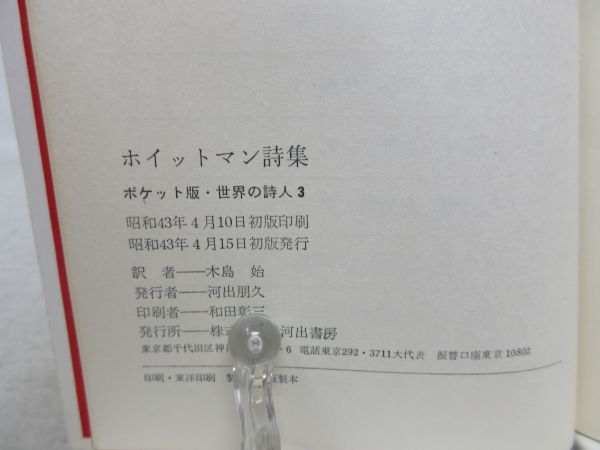 ホイットマン詩集
ポケット版・世界の詩人3
昭和43年4月10日初版印刷
昭和43年4月15日初版発行
訳 者――木島 始
発行者――河出朋久
印刷者――和田彰三
発行所――株 河出書房
東京都千代田区神 6 電話東京292・3711大代表 振替口座東京10802
印刷・東洋印刷 製本